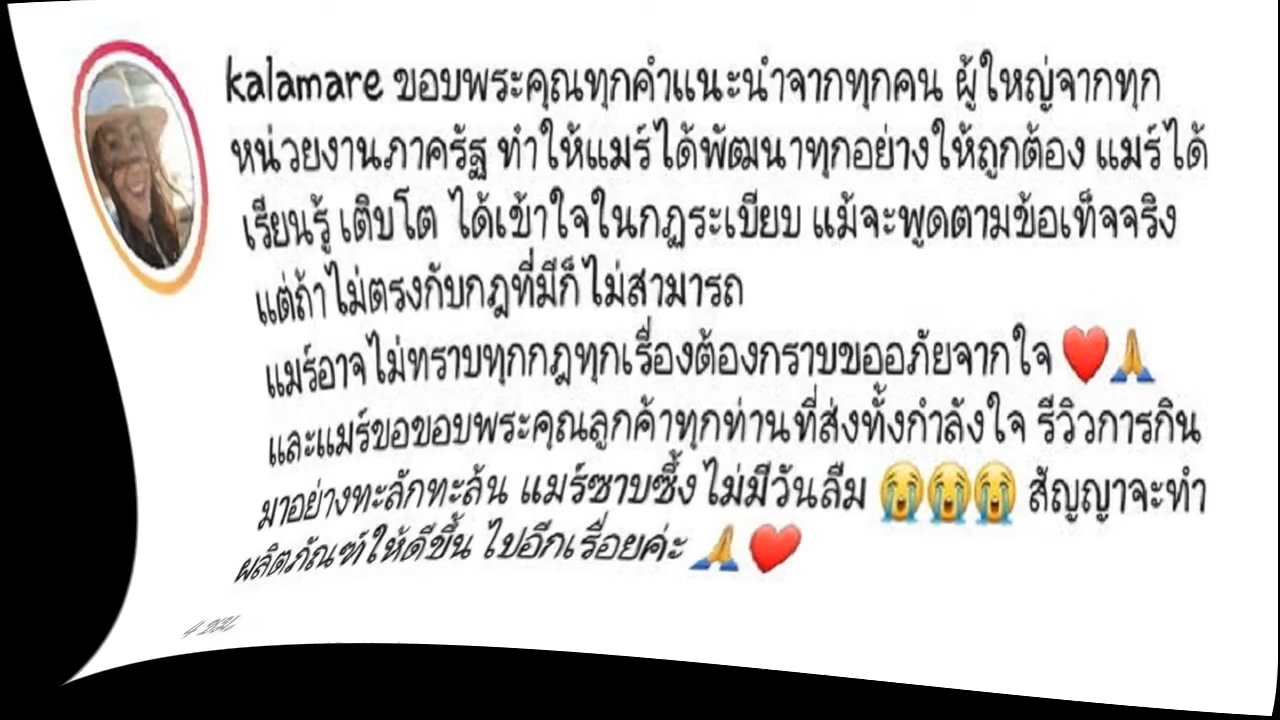 kalamare ขอบพระคุณทุกคำแนะนำจากทุกคน ผู้ใหญ่จากทุก
หน่วยงานภาครัฐ ทำให้แมร์ได้พัฒนาทุกอย่างให้ถูกต้อง แมร์ได้
เรียนรู้ เติบโต ได้เข้าใจในกฏระเบียบ แม้จะพูดตามข้อเท็จจริง
แต่ถ้าไม่ตรงกับกฎที่มีก็ไม่สามารถ
แมร์อาจไม่ทราบทุกกฎทุกเรื่องต้องกราบขออภัยจากใจ ❤️🙏
และแมร์ขอขอบพระคุณลูกค้าทุกท่านที่ส่งทั้งกำลังใจ รีวิวการกิน
มาอย่างทะลักทะล้น แมร์ซาบซึ้ง ไม่มีวันลืม 😭😭😭 สัญญาจะทำ
ผลิตภัณฑ์ให้ดีขึ้น ไปอีกเรื่อยค่ะ 🙏❤️
4 ชม.